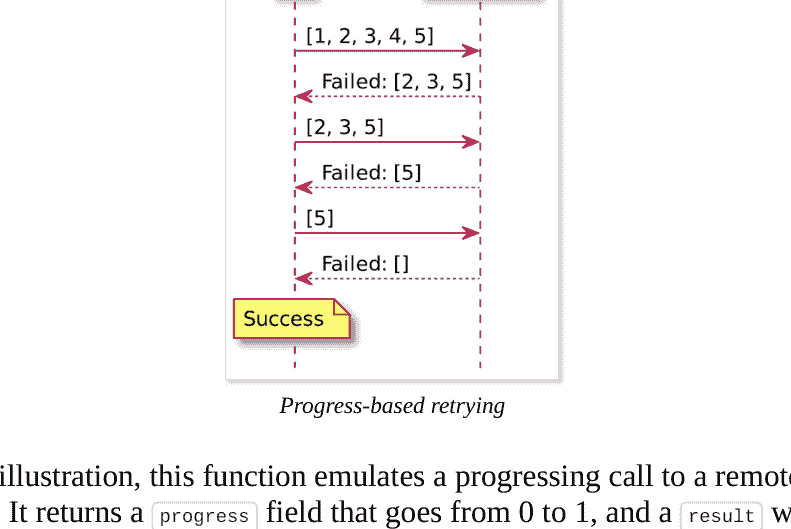 [1, 2, 3, 4, 5]
Failed: [2, 3, 5]
[2, 3, 5]
Failed: [5]
[5]
Failed: []
Success
Progress-based retrying
illustration, this function emulates a progressing call to a remote
It returns a progress field that goes from 0 to 1, and a result